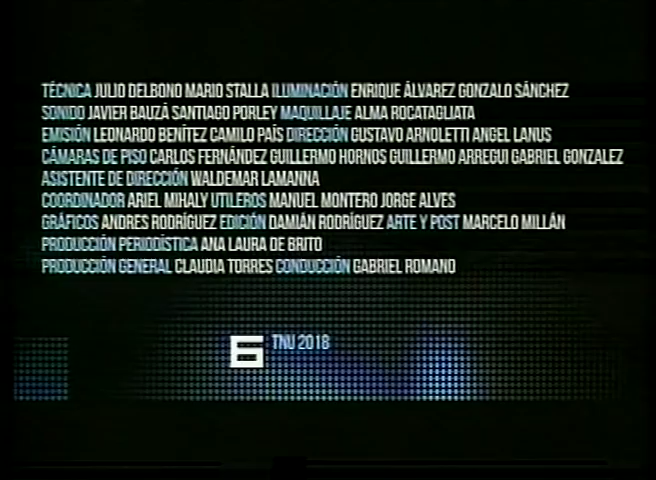 TÉCNICA JULIO DELBONO MARIO STALLA ILUMINACIÓN ENRIQUE ÁLVAREZ GONZALO SÁNCHEZ
SONIDO JAVIER BAUZÁ SANTIAGO PORLEY MAQUILLAJE ALMA ROCATAGLIATA
EMISIÓN LEONARDO BENÍTEZ CAMILO PAÍS DIRECCIÓN GUSTAVO ARNOLETTI ANGEL LANUS
CÁMARAS DE PISO CARLOS FERNÁNDEZ GUILLERMO HORNOS GUILLERMO ARREGUI GABRIEL GONZALEZ
ASISTENTE DE DIRECCIÓN WALDEMAR LAMANNA
COORDINADOR ARIEL MIHALY UTILEROS MANUEL MONTERO JORGE ALVES
GRÁFICOS ANDRES RODRÍGUEZ EDICIÓN DAMIÁN RODRÍGUEZ ARTE Y POST MARCELO MILLÁN
PRODUCCIÓN PERIODÍSTICA ANA LAURA DE BRITO
PRODUCCIÓN GENERAL CLAUDIA TORRES CONDUCCIÓN GABRIEL ROMANO
6 TNU 2018